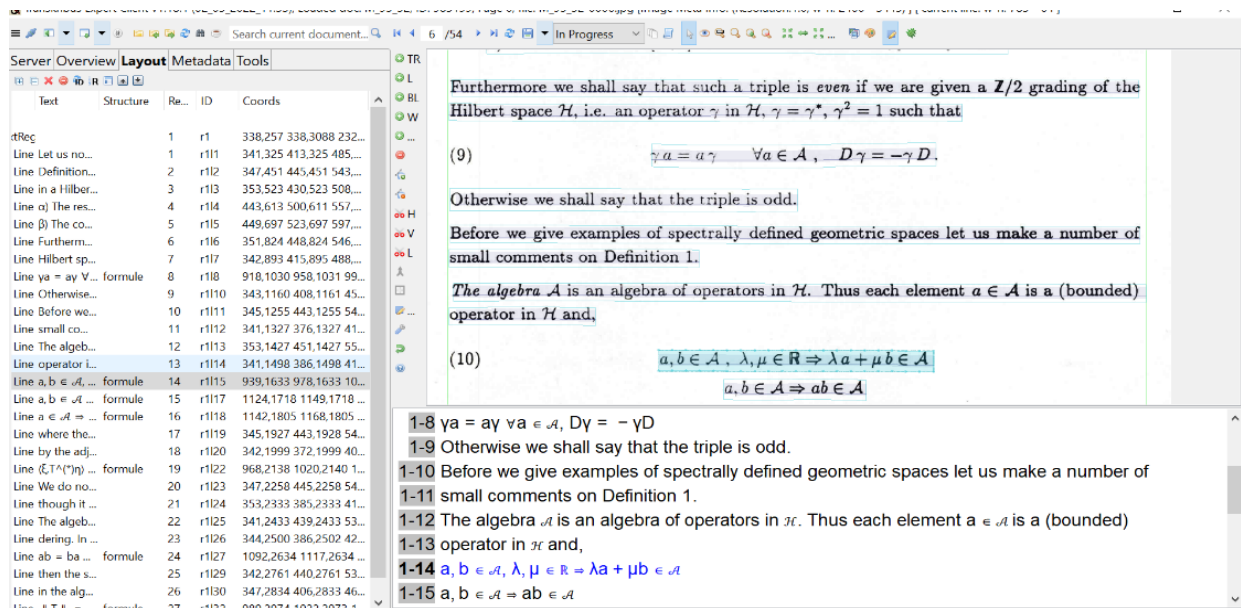 Search current document...
6 /54
In Progress
Server Overview Layout Metadata Tools
Text Structure Re... ID Coords
1 r1 338,257 338,3088 232...
Line Let us no... 1 r1l1 341,325 413,325 485,...
Line Definition... 2 r1l2 347,451 445,451 543,...
Line in a Hilber... 3 r1l3 353,523 430,523 508,...
Line α) The res... 4 r1l4 443,613 500,611 557,...
Line β) The co... 5 r1l5 449,697 523,697 597,...
Line Furtherm... 6 r1l6 351,824 448,824 546,...
Line Hilbert sp... 7 r1l7 342,893 415,895 488,...
Line γa = aγ ∀... formule 8 r1l8 918,1030 958,1031 99...
Line Otherwise... 9 r1l10 343,1160 408,1161 45...
Line Before we... 10 r1l11 345,1255 443,1255 54...
Line small co... 11 r1l12 341,1327 376,1327 41...
Line The algeb... 12 r1l13 353,1427 451,1427 55...
Line operator i... 13 r1l14 341,1498 386,1498 41...
Line a, b ∈ 𝒜, ... formule 14 r1l15 939,1633 978,1633 10...
Line a, b ∈ 𝒜 ... formule 15 r1l17 1124,1718 1149,1718 ...
Line a ∈ 𝒜 ⇒ ... formule 16 r1l18 1142,1805 1168,1805 ...
Line where the... 17 r1l19 345,1927 443,1928 54...
Line by the adj... 18 r1l20 342,1999 372,1999 40...
Line ⟨ξ,T^(*)η⟩ ... formule 19 r1l22 968,2138 1020,2140 1...
Line We do no... 20 r1l23 347,2258 445,2258 54...
Line though it ... 21 r1l24 353,2333 385,2333 41...
Line The algeb... 22 r1l25 341,2433 439,2433 53...
Line dering. In ... 23 r1l26 344,2500 386,2502 42...
Line ab = ba ... formule 24 r1l27 1092,2634 1117,2634 ...
Line then the s... 25 r1l29 342,2761 440,2761 53...
Line in the alg... 26 r1l30 347,2834 406,2833 46...
TR
L
BL
W
...
H
V
L
...
Furthermore we shall say that such a triple is even if we are given a Z/2 grading of the
Hilbert space ℋ, i.e. an operator γ in ℋ, γ = γ*, γ² = 1 such that
(9) γ a = a γ ∀a ∈ 𝒜 , D γ = −γ D.
Otherwise we shall say that the triple is odd.
Before we give examples of spectrally defined geometric spaces let us make a number of
small comments on Definition 1.
The algebra 𝒜 is an algebra of operators in ℋ. Thus each element a ∈ 𝒜 is a (bounded)
operator in ℋ and,
(10) a, b ∈ 𝒜 , λ, μ ∈ ℝ ⇒ λ a + μ b ∈ 𝒜
a, b ∈ 𝒜 ⇒ ab ∈ 𝒜
1-8 γa = aγ ∀a ∈ 𝒜, Dγ = − γD
1-9 Otherwise we shall say that the triple is odd.
1-10 Before we give examples of spectrally defined geometric spaces let us make a number of
1-11 small comments on Definition 1.
1-12 The algebra 𝒜 is an algebra of operators in ℋ. Thus each element a ∈ 𝒜 is a (bounded)
1-13 operator in ℋ and,
1-14 a, b ∈ 𝒜, λ, μ ∈ ℝ ⇒ λa + μb ∈ 𝒜
1-15 a, b ∈ 𝒜 ⇒ ab ∈ 𝒜